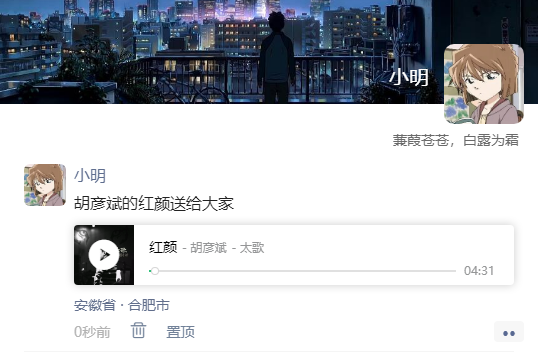 小明
蒹葭苍苍，白露为霜
小明
胡彦斌的红颜送给大家
红颜 - 胡彦斌 - 太歌
04:31
安徽省 · 合肥市
0秒前 置顶